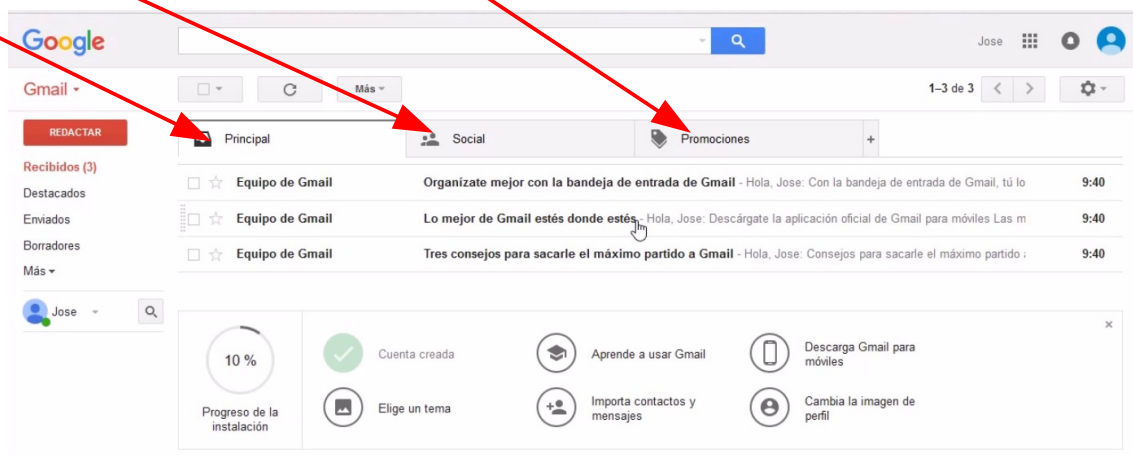 Google
Jose
Gmail
Más
1–3 de 3
REDACTAR
Principal
Social
Promociones
+
Recibidos (3)
Destacados
Enviados
Borradores
Más
Jose
Equipo de Gmail Organízate mejor con la bandeja de entrada de Gmail - Hola, Jose: Con la bandeja de entrada de Gmail, tú lo 9:40
Equipo de Gmail Lo mejor de Gmail estés donde estés - Hola, Jose: Descárgate la aplicación oficial de Gmail para móviles Las m 9:40
Equipo de Gmail Tres consejos para sacarle el máximo partido a Gmail - Hola, Jose: Consejos para sacarle el máximo partido 9:40
10 %
Progreso de la
instalación
Cuenta creada
Aprende a usar Gmail
Descarga Gmail para
móviles
Elige un tema
Importa contactos y
mensajes
Cambia la imagen de
perfil